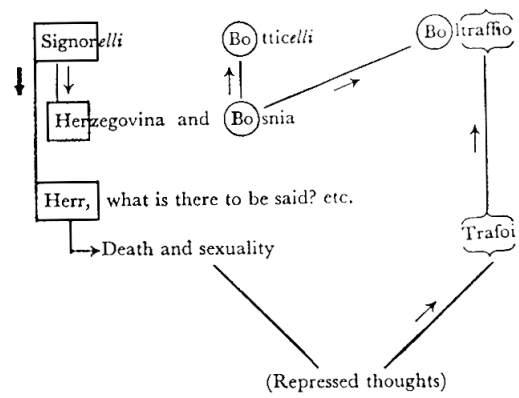 Signorelli Botticelli Boltraffio
Herzegovina and Bosnia
Herr, what is there to be said? etc.
Trafoi
Death and sexuality
(Repressed thoughts)